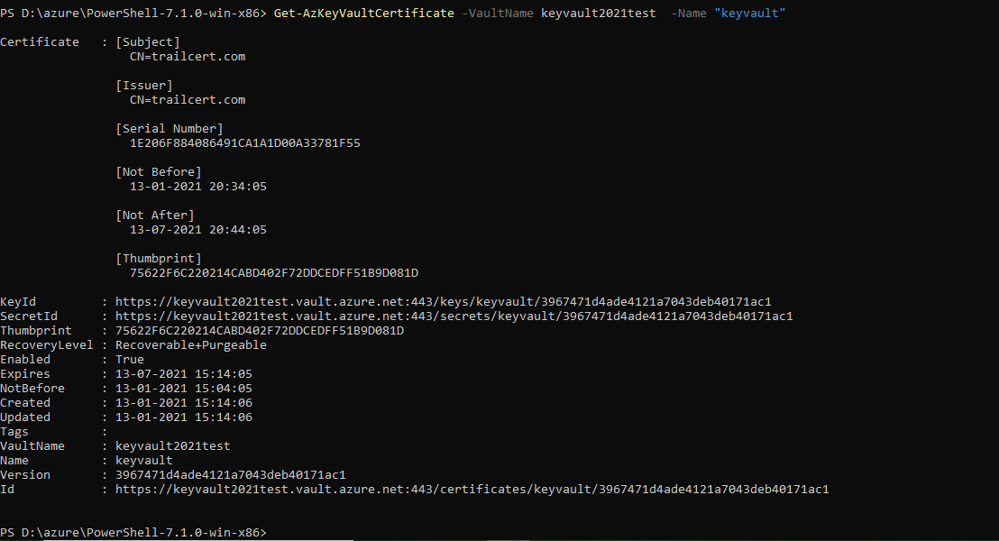 PS D:\azure\PowerShell-7.1.0-win-x86> Get-AzKeyVaultCertificate -VaultName keyvault2021test  -Name "keyvault"
Certificate   : [Subject]
                  CN=trailcert.com
                [Issuer]
                  CN=trailcert.com
                [Serial Number]
                  1E206F884086491CA1A1D00A33781F55
                [Not Before]
                  13-01-2021 20:34:05
                [Not After]
                  13-07-2021 20:44:05
                [Thumbprint]
                  75622F6C220214CABD402F72DDCEDFF51B9D081D
KeyId         : https://keyvault2021test.vault.azure.net:443/keys/keyvault/3967471d4ade4121a7043deb40171ac1
SecretId      : https://keyvault2021test.vault.azure.net:443/secrets/keyvault/3967471d4ade4121a7043deb40171ac1
Thumbprint    : 75622F6C220214CABD402F72DDCEDFF51B9D081D
RecoveryLevel : Recoverable+Purgeable
Enabled       : True
Expires       : 13-07-2021 15:14:05
NotBefore     : 13-01-2021 15:04:05
Created       : 13-01-2021 15:14:06
Updated       : 13-01-2021 15:14:06
Tags          :
VaultName     : keyvault2021test
Name          : keyvault
Version       : 3967471d4ade4121a7043deb40171ac1
Id            : https://keyvault2021test.vault.azure.net:443/certificates/keyvault/3967471d4ade4121a7043deb40171ac1
PS D:\azure\PowerShell-7.1.0-win-x86>